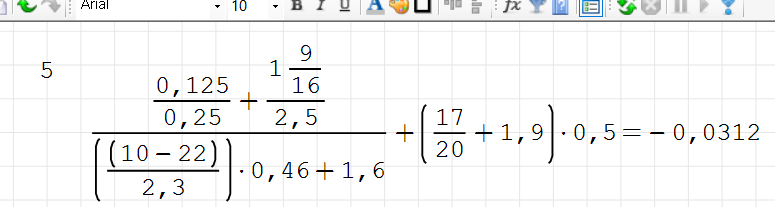 Arial 10 B I U A fx
5 (0,125/0,25 + 1 9/16/2,5)/(((10 − 22)/2,3) · 0,46 + 1,6) + (17/20 + 1,9) · 0,5 = − 0,0312